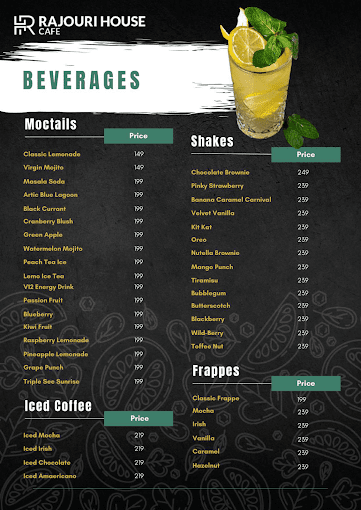 RAJOURI HOUSE
CAFE
BEVERAGES
Moctails
Price
Classic Lemonade 149
Virgin Mojito 149
Masala Soda 199
Artic Blue Lagoon 199
Black Currant 199
Cranberry Blush 199
Green Apple 199
Watermelon Mojito 199
Peach Tea Ice 199
Lemo Ice Tea 199
V12 Energy Drink 199
Passion Fruit 199
Blueberry 199
Kiwi Fruit 199
Raspberry Lemonade 199
Pineapple Lemonade 199
Grape Punch 199
Triple Sec Sunrise 199
Iced Coffee
Price
Iced Mocha 219
Iced Irish 219
Iced Chocolate 219
Iced Amaericano 219
Shakes
Price
Chocolate Brownie 249
Pinky Strawberry 239
Banana Caramel Carnival 239
Velvet Vanilla 239
Kit Kat 239
Oreo 239
Nutella Brownie 239
Mango Punch 239
Tiramisu 239
Bubblegum 239
Butterscotch 239
Blackberry 239
Wild-Berry 239
Toffee Nut 239
Frappes
Price
Classic Frappe 199
Mocha 239
Irish 239
Vanilla 239
Caramel 239
Hazelnut 239